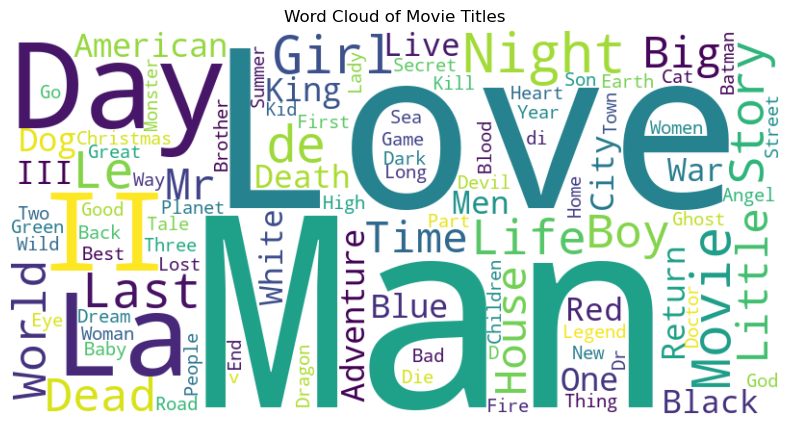 Word Cloud of Movie Titles
Day
Love
Man
II
La
American
Girl
Live
Night
Big
Story
Batman
Street
Cat
Secret
Kill
Son
Earth
Lady
Summer
King
Kid
First
Heart
Year
Town
Women
Go
Monster
Dog
Christmas
Great
III
Le
Way
Mr
Brother
de
Death
Sea
Game
Dark
Long
Blood
di
Devil
Men
Home
City
War
Angel
Planet
High
Two
Green
Wild
Good
Back
Best
Tale
Three
Lost
White
Time
Part
Life
Boy
Ghost
World
Last
Adventure
Blue
House
Children
Return
Doctor
Movie
Little
Eye
Dream
Woman
Baby
People
End
V
Dragon
Bad
Die
D
Red
Legend
New
Dr
One
Thing
Fire
Dead
Road
Black
God